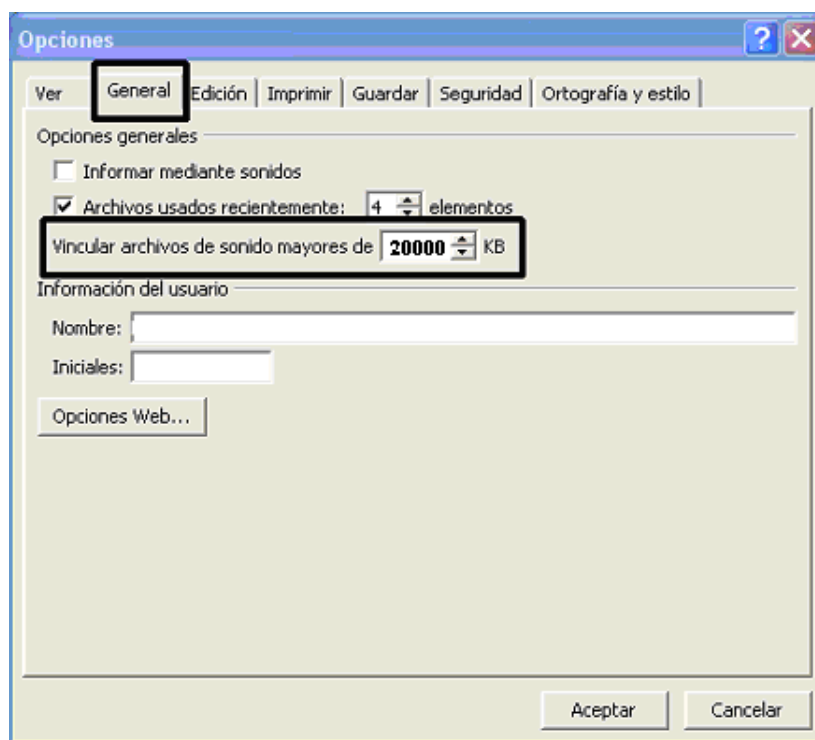 Opciones
Ver General Edición Imprimir Guardar Seguridad Ortografía y estilo
Opciones generales
Informar mediante sonidos
Archivos usados recientemente: 4 elementos
Vincular archivos de sonido mayores de 20000 KB
Información del usuario
Nombre:
Iniciales:
Opciones Web...
Aceptar Cancelar